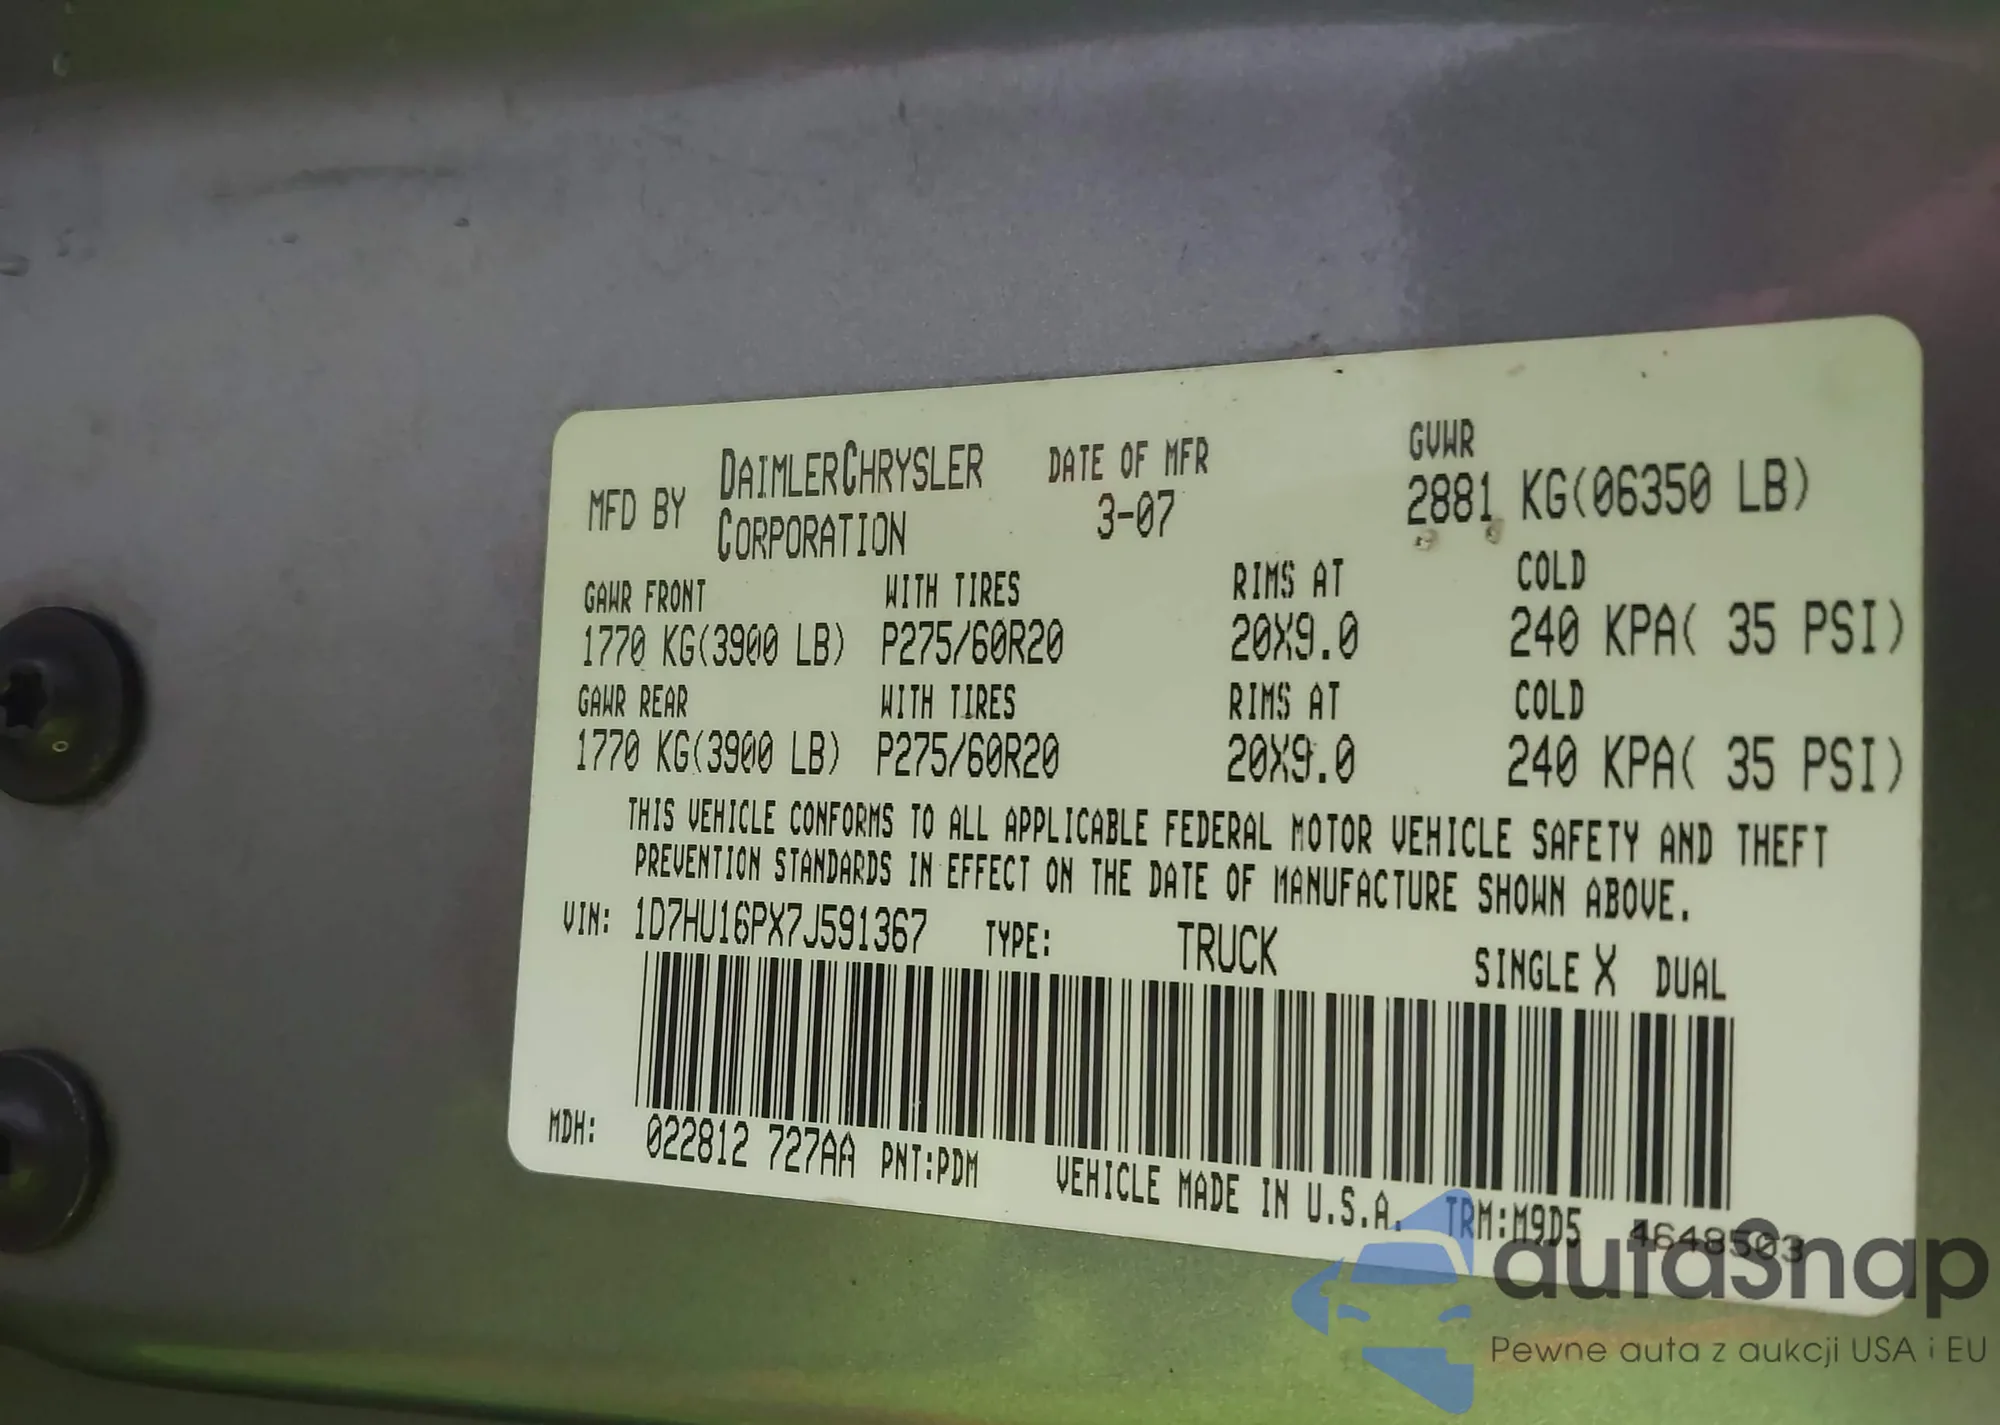 MFD BY DAIMLERCHRYSLER CORPORATION DATE OF MFR 3-07 GVWR 2881 KG(06350 LB)
GAWR FRONT WITH TIRES RIMS AT COLD
1770 KG(3900 LB) P275/60R20 20X9.0 240 KPA( 35 PSI)
GAWR REAR WITH TIRES RIMS AT COLD
1770 KG(3900 LB) P275/60R20 20X9.0 240 KPA( 35 PSI)
THIS VEHICLE CONFORMS TO ALL APPLICABLE FEDERAL MOTOR VEHICLE SAFETY AND THEFT
PREVENTION STANDARDS IN EFFECT ON THE DATE OF MANUFACTURE SHOWN ABOVE.
VIN: 1D7HU16PX7J591367 TYPE: TRUCK SINGLE X DUAL
MDH: 022812 727AA PNT:PDM VEHICLE MADE IN U.S.A. TRM:M9D5 4648503
autaSnap
Pewne auta z aukcji USA i EU